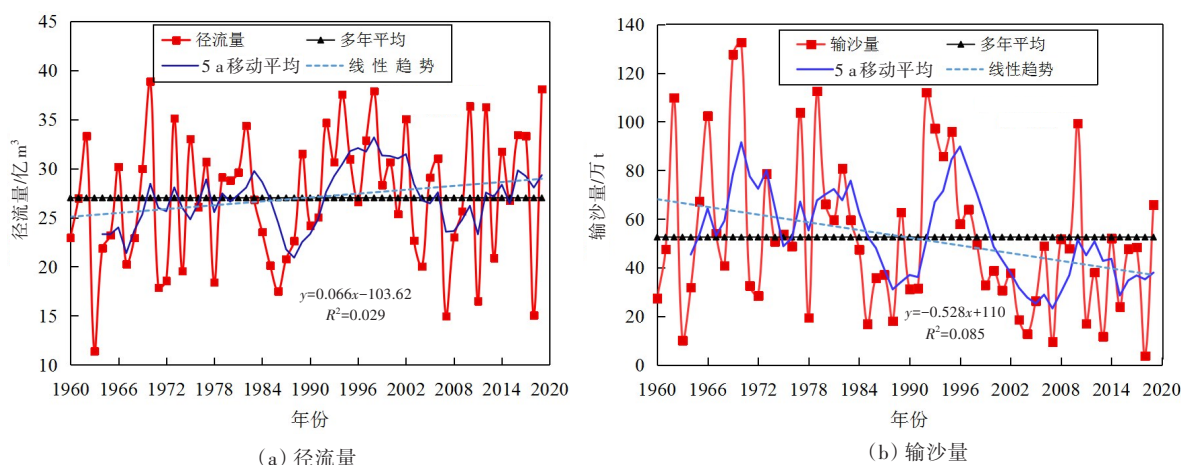 45
40
35
30
25
20
15
10
径流量/亿 m³
径流量
多年平均
5 a移动平均
线 性 趋 势
y=0.066x−103.62
R²=0.029
1960 1966 1972 1978 1984 1990 1996 2002 2008 2014 2020
年份
(a) 径流量
140
120
100
80
60
40
20
0
输沙量/万 t
输沙量
多年平均
5 a移动平均
线性趋势
y=−0.528x+110
R²=0.085
1960 1966 1972 1978 1984 1990 1996 2002 2008 2014 2020
年份
(b) 输沙量